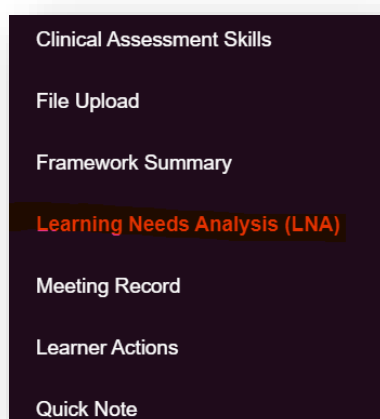 Clinical Assessment Skills
File Upload
Framework Summary
Learning Needs Analysis (LNA)
Meeting Record
Learner Actions
Quick Note